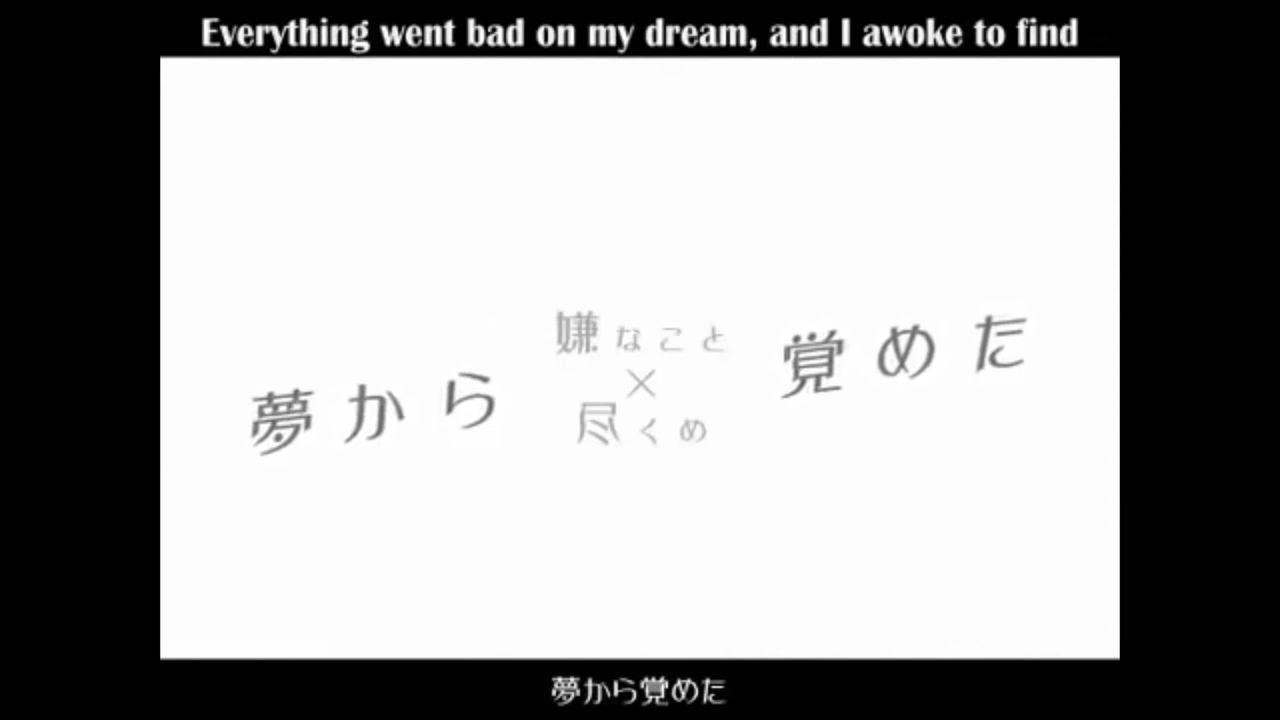 Everything went bad on my dream, and I awoke to find
夢から
嫌なこと
×
尽くめ
覚めた
夢から覚めた